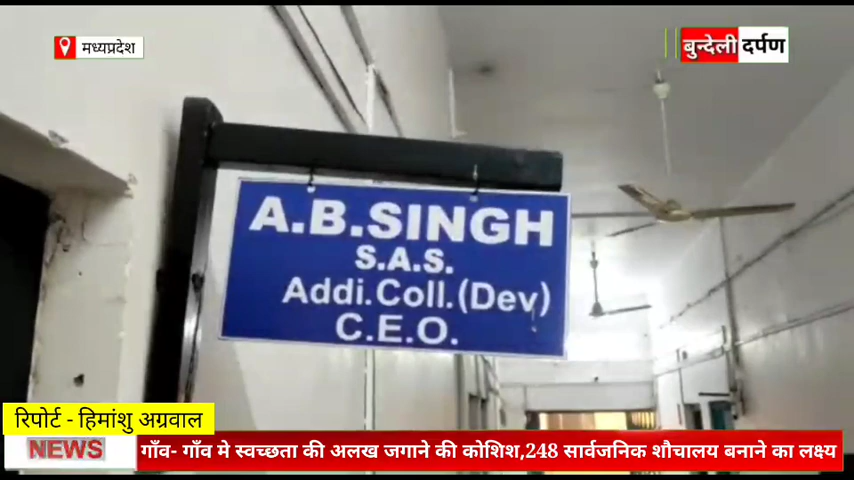 मध्यप्रदेश
बुन्देली दर्पण
A.B.SINGH
S.A.S.
Addi.Coll.(Dev)
C.E.O.
रिपोर्ट - हिमांशु अग्रवाल
NEWS
गाँव- गाँव मे स्वच्छता की अलख जगाने की कोशिश,248 सार्वजनिक शौचालय बनाने का लक्ष्य